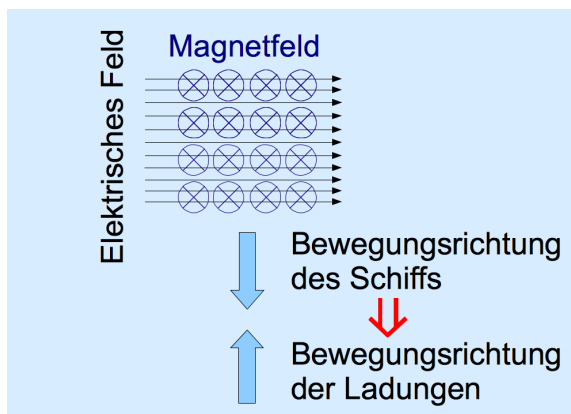 Elektrisches Feld
Magnetfeld
Bewegungsrichtung
des Schiffs
Bewegungsrichtung
der Ladungen